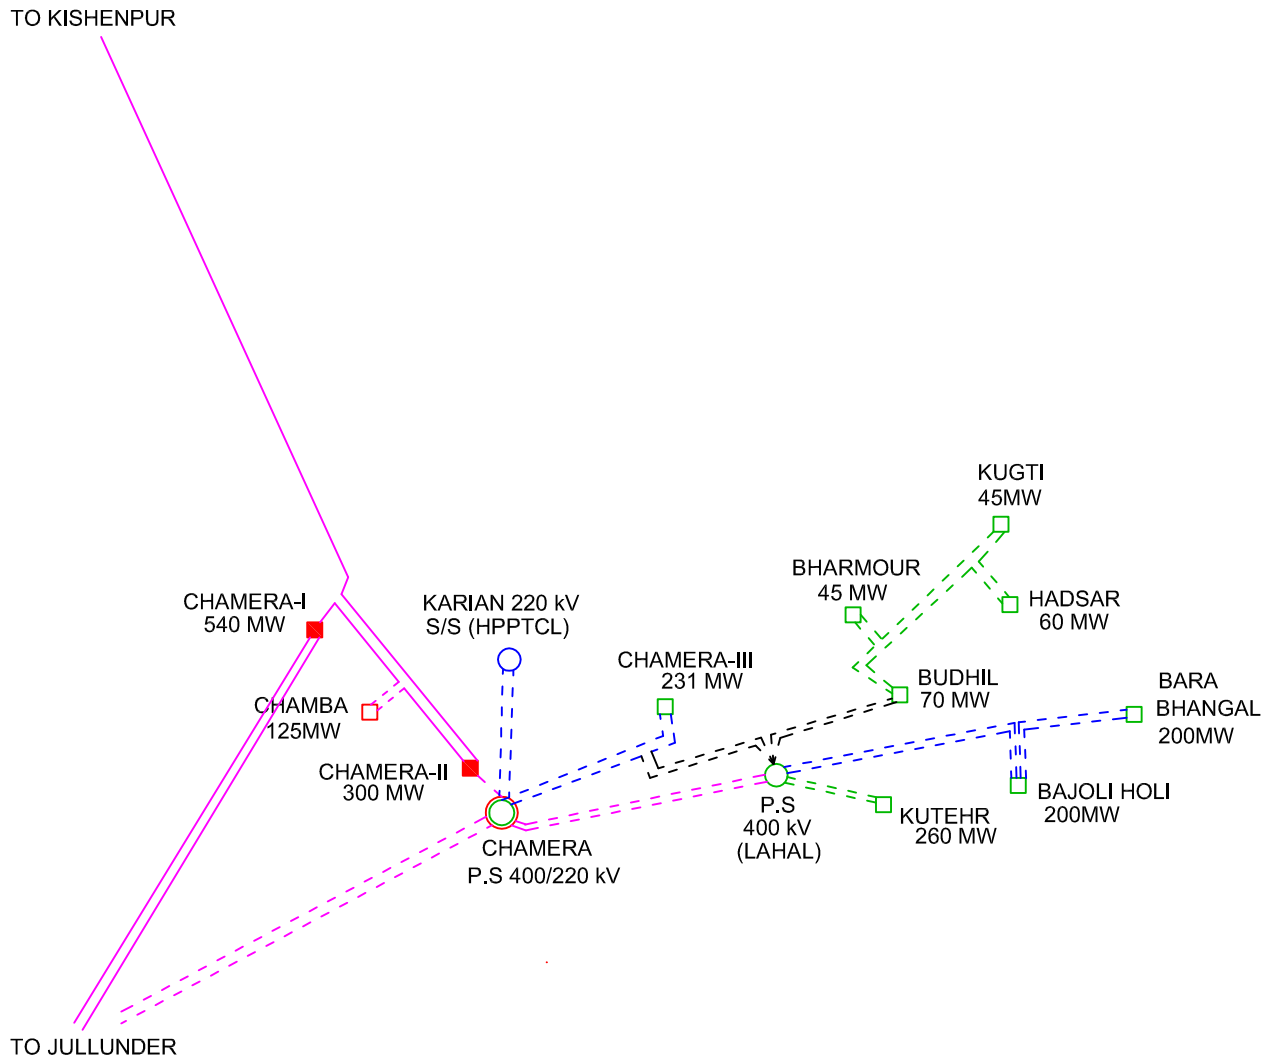 TO KISHENPUR
KUGTI
45MW
BHARMOUR
45 MW
HADSAR
60 MW
CHAMERA-I
540 MW
KARIAN 220 kV
S/S (HPPTCL)
CHAMERA-III
231 MW
BUDHIL
70 MW
BARA
BHANGAL
200MW
CHAMBA
125MW
CHAMERA-II
300 MW
BAJOLI HOLI
200MW
P.S
400 kV
(LAHAL)
KUTEHR
260 MW
CHAMERA
P.S 400/220 kV
TO JULLUNDER